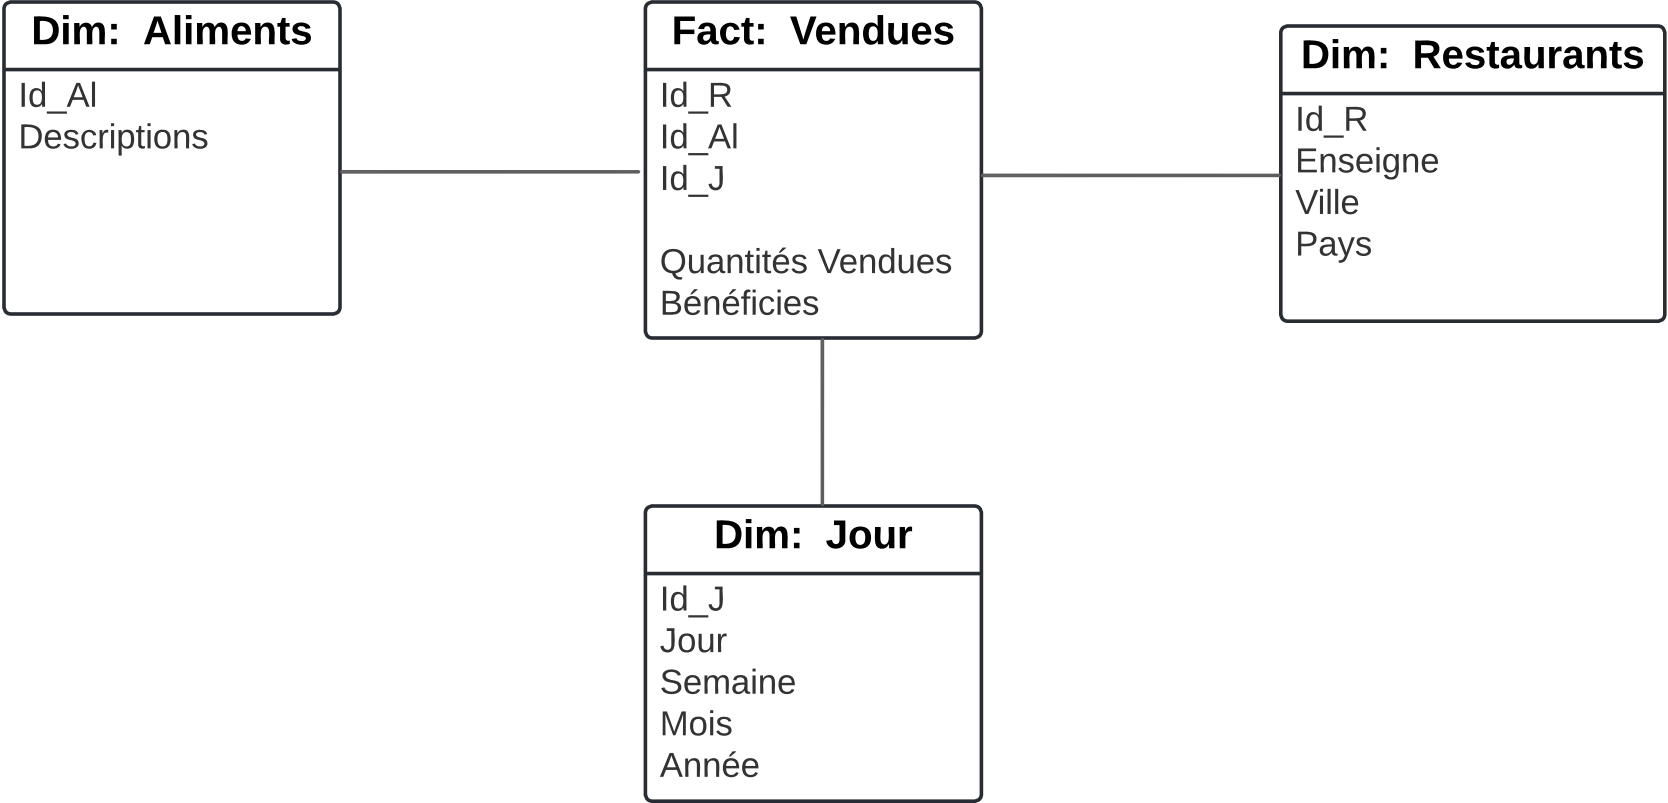 Dim: Aliments
Id_Al
Descriptions
Fact: Vendues
Id_R
Id_Al
Id_J
Quantités Vendues
Bénéficies
Dim: Restaurants
Id_R
Enseigne
Ville
Pays
Dim: Jour
Id_J
Jour
Semaine
Mois
Année